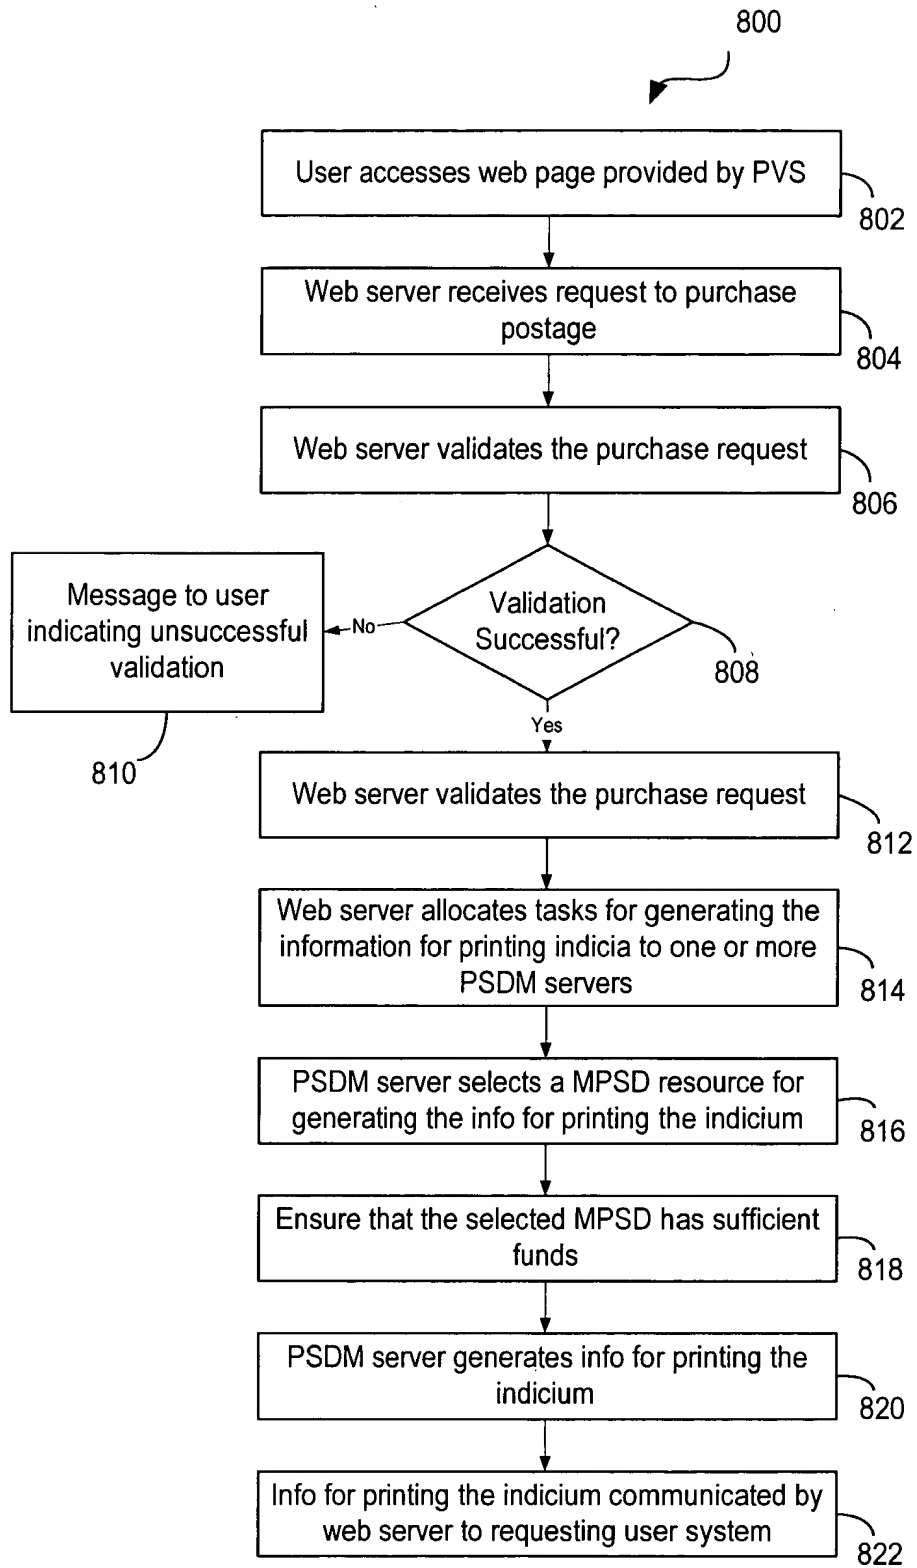 800
User accesses web page provided by PVS
802
Web server receives request to purchase
postage
804
Web server validates the purchase request
806
Validation
Successful?
808
No
Message to user
indicating unsuccessful
validation
810
Yes
Web server validates the purchase request
812
Web server allocates tasks for generating the
information for printing indicia to one or more
PSDM servers
814
PSDM server selects a MPSD resource for
generating the info for printing the indicium
816
Ensure that the selected MPSD has sufficient
funds
818
PSDM server generates info for printing the
indicium
820
Info for printing the indicium communicated by
web server to requesting user system
822